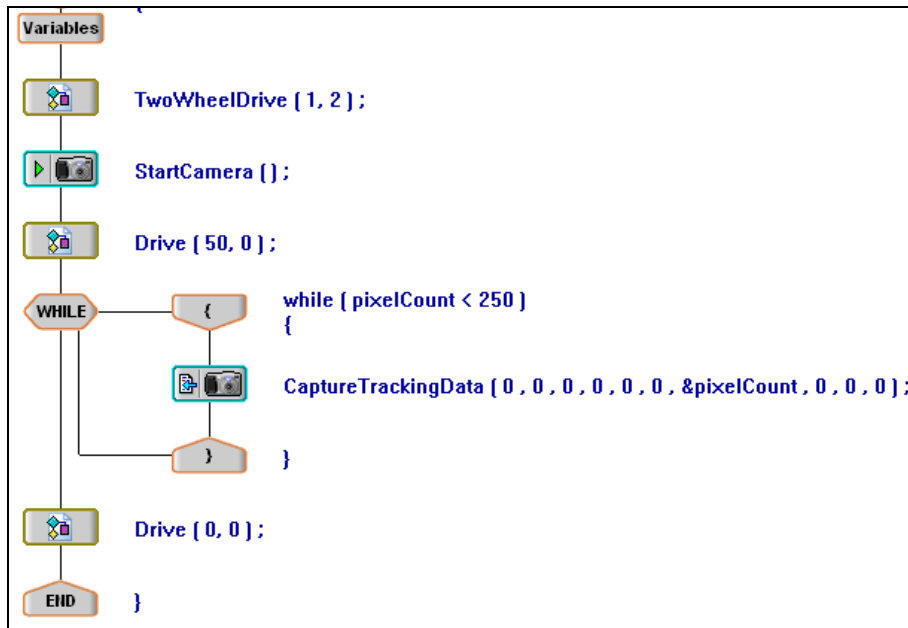 {
Variables
TwoWheelDrive ( 1, 2 ) ;
StartCamera ( ) ;
Drive ( 50, 0 ) ;
WHILE { while ( pixelCount < 250 )
{
CaptureTrackingData ( 0 , 0 , 0 , 0 , 0 , 0 , &pixelCount , 0 , 0 , 0 ) ;
} }
Drive ( 0, 0 ) ;
END }